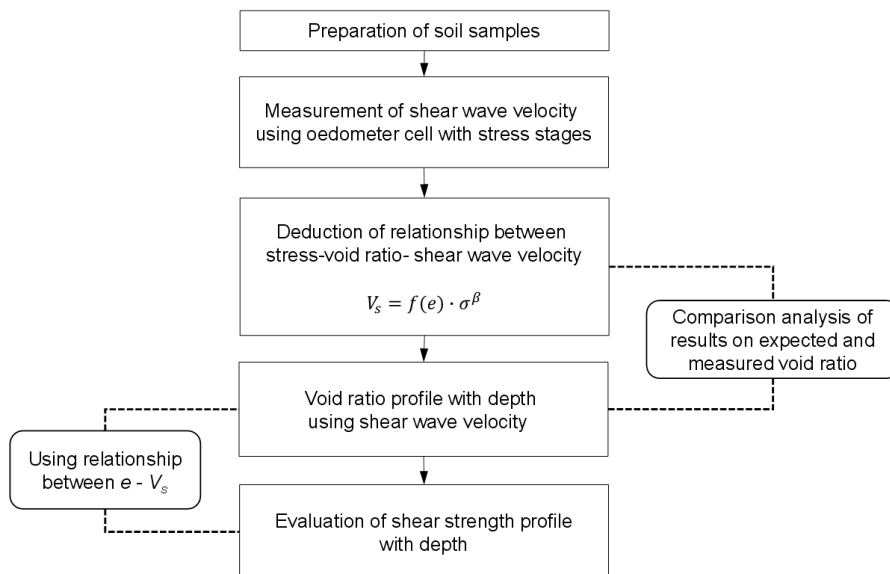 Preparation of soil samples
Measurement of shear wave velocity
using oedometer cell with stress stages
Deduction of relationship between
stress-void ratio- shear wave velocity
V_s = f(e) · σ^β
Comparison analysis of
results on expected and
measured void ratio
Void ratio profile with depth
using shear wave velocity
Using relationship
between e - V_s
Evaluation of shear strength profile
with depth